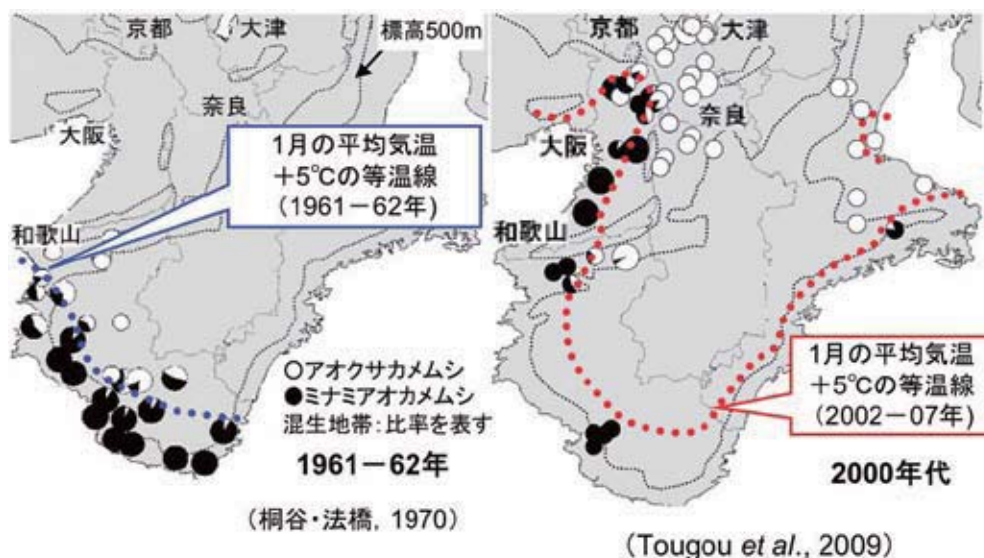 京都
大津
標高500m
奈良
大阪
1月の平均気温
+5℃の等温線
(1961-62年)
和歌山
○アオクサカメムシ
●ミナミアオカメムシ
混生地帯:比率を表す
1961-62年
(桐谷・法橋, 1970)
京都
大津
奈良
大阪
和歌山
1月の平均気温
+5℃の等温線
(2002-07年)
2000年代
(Tougou et al., 2009)